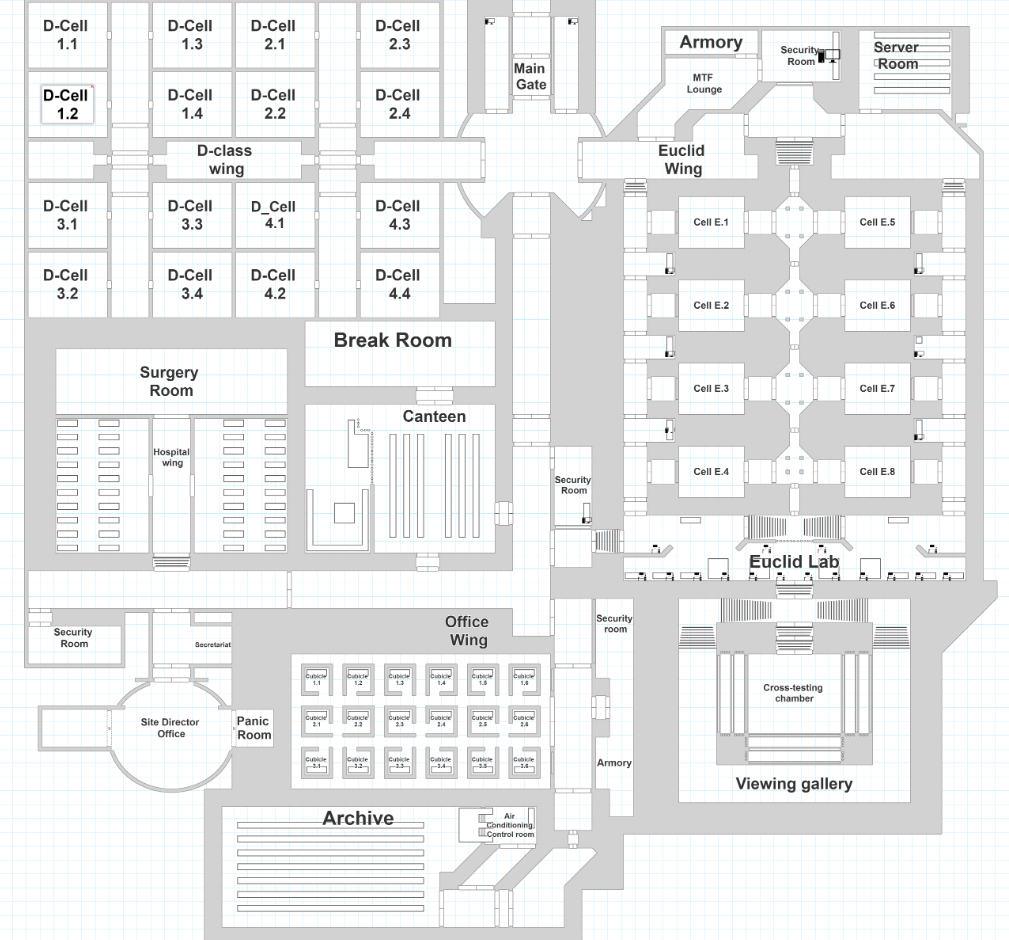 D-Cell
1.1
D-Cell
1.3
D-Cell
2.1
D-Cell
2.3
Main
Gate
Armory
MTF
Lounge
Security
Room
Server
Room
D-Cell
1.2
D-Cell
1.4
D-Cell
2.2
D-Cell
2.4
D-class
wing
Euclid
Wing
D-Cell
3.1
D-Cell
3.3
D_Cell
4.1
D-Cell
4.3
Cell E.1
Cell E.5
D-Cell
3.2
D-Cell
3.4
D-Cell
4.2
D-Cell
4.4
Cell E.2
Cell E.6
Break Room
Surgery
Room
Cell E.3
Cell E.7
Canteen
Hospital
wing
Cell E.4
Cell E.8
Security
Room
Euclid Lab
Security
Room
Secretariat
Office
Wing
Security
room
Cubicle
1.1
Cubicle
1.2
Cubicle
1.3
Cubicle
1.4
Cubicle
1.5
Cubicle
1.6
Cross-testing
chamber
Site Director
Office
Panic
Room
Cubicle
2.1
Cubicle
2.2
Cubicle
2.3
Cubicle
2.4
Cubicle
2.5
Cubicle
2.6
Cubicle
3.1
Cubicle
3.2
Cubicle
3.3
Cubicle
3.4
Cubicle
3.5
Cubicle
3.6
Armory
Viewing gallery
Archive
Air
Conditioning
Control room